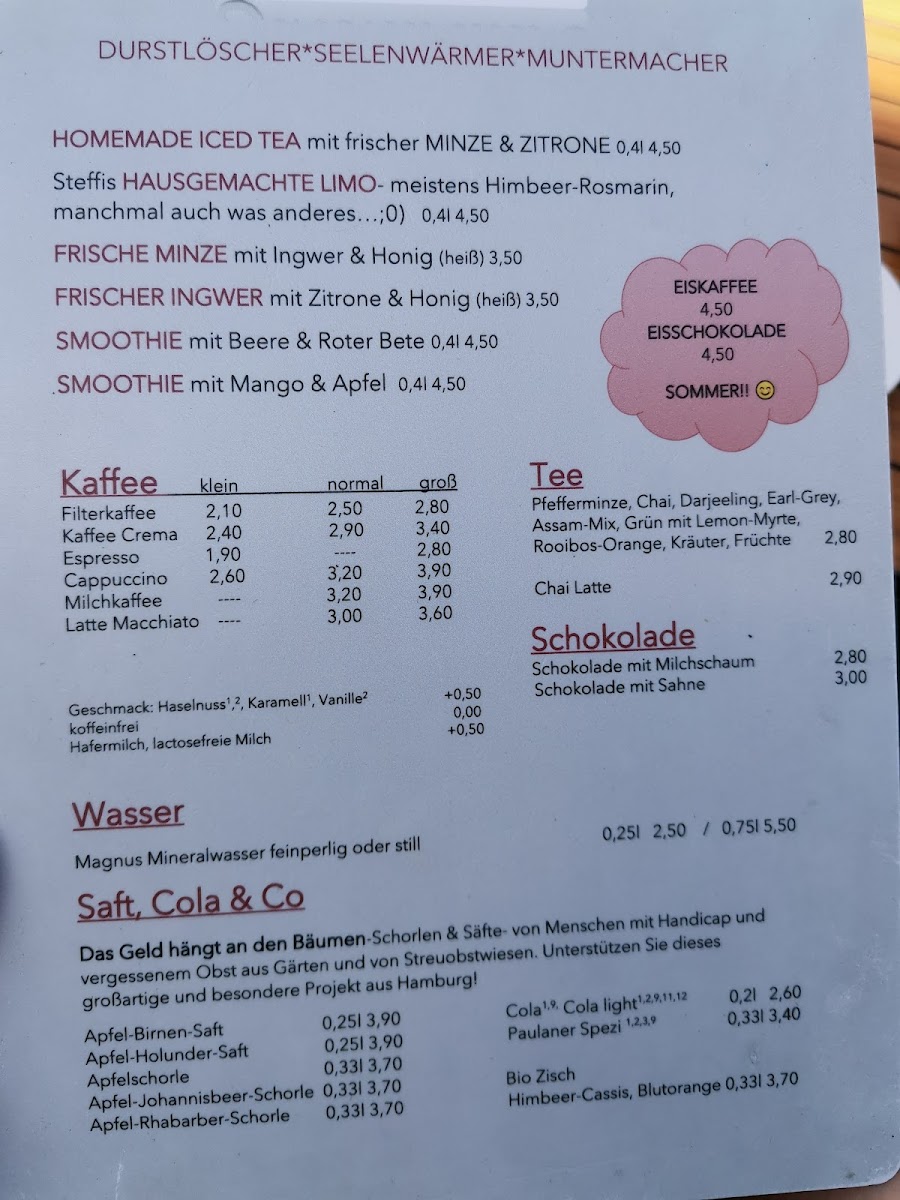 DURSTLÖSCHER*SEELENWÄRMER*MUNTERMACHER
HOMEMADE ICED TEA mit frischer MINZE & ZITRONE 0,4l 4,50
Steffis HAUSGEMACHTE LIMO- meistens Himbeer-Rosmarin,
manchmal auch was anderes…;0) 0,4l 4,50
FRISCHE MINZE mit Ingwer & Honig (heiß) 3,50
FRISCHER INGWER mit Zitrone & Honig (heiß) 3,50
SMOOTHIE mit Beere & Roter Bete 0,4l 4,50
SMOOTHIE mit Mango & Apfel 0,4l 4,50
EISKAFFEE
4,50
EISSCHOKOLADE
4,50
SOMMER!! 😊
Kaffee klein normal groß
Filterkaffee 2,10 2,50 2,80
Kaffee Crema 2,40 2,90 3,40
Espresso 1,90 ---- 2,80
Cappuccino 2,60 3,20 3,90
Milchkaffee ---- 3,20 3,90
Latte Macchiato ---- 3,00 3,60
Geschmack: Haselnuss¹,², Karamell¹, Vanille² +0,50
koffeinfrei 0,00
Hafermilch, lactosefreie Milch +0,50
Tee
Pfefferminze, Chai, Darjeeling, Earl-Grey,
Assam-Mix, Grün mit Lemon-Myrte,
Rooibos-Orange, Kräuter, Früchte 2,80
Chai Latte 2,90
Schokolade
Schokolade mit Milchschaum 2,80
Schokolade mit Sahne 3,00
Wasser
Magnus Mineralwasser feinperlig oder still 0,25l 2,50 / 0,75l 5,50
Saft, Cola & Co
Das Geld hängt an den Bäumen-Schorlen & Säfte- von Menschen mit Handicap und
vergessenem Obst aus Gärten und von Streuobstwiesen. Unterstützen Sie dieses
großartige und besondere Projekt aus Hamburg!
Apfel-Birnen-Saft 0,25l 3,90
Apfel-Holunder-Saft 0,25l 3,90
Apfelschorle 0,33l 3,70
Apfel-Johannisbeer-Schorle 0,33l 3,70
Apfel-Rhabarber-Schorle 0,33l 3,70
Cola¹,⁹, Cola light¹,²,⁹,¹¹,¹² 0,2l 2,60
Paulaner Spezi ¹,²,³,⁹ 0,33l 3,40
Bio Zisch
Himbeer-Cassis, Blutorange 0,33l 3,70